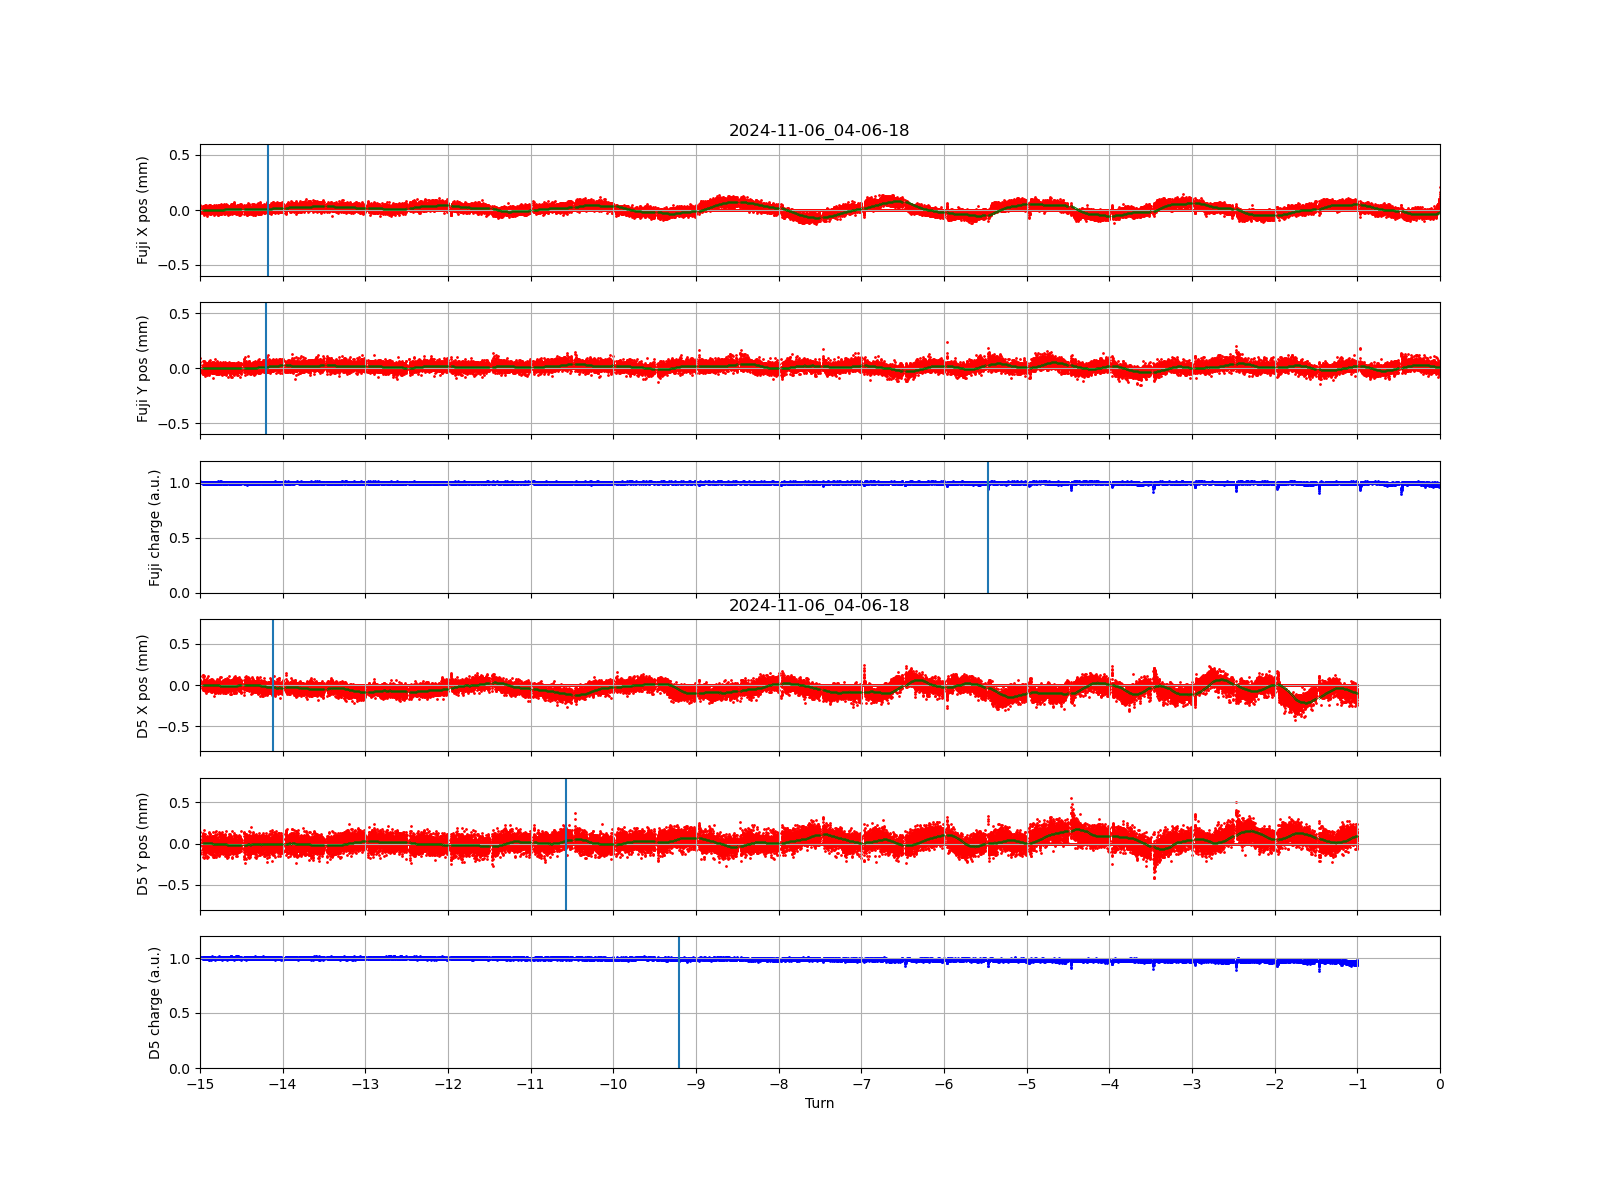 2024-11-06_04-06-18
Fuji X pos (mm)
0.5
0.0
−0.5
Fuji Y pos (mm)
0.5
0.0
−0.5
Fuji charge (a.u.)
1.0
0.5
0.0
2024-11-06_04-06-18
D5 X pos (mm)
0.5
0.0
−0.5
D5 Y pos (mm)
0.5
0.0
−0.5
D5 charge (a.u.)
1.0
0.5
0.0
−15 −14 −13 −12 −11 −10 −9 −8 −7 −6 −5 −4 −3 −2 −1 0
Turn